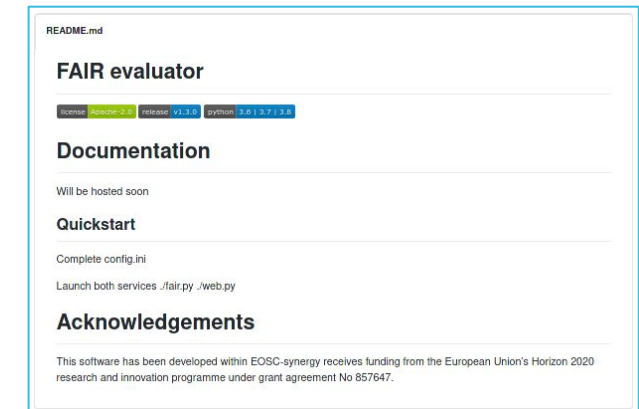 README.md
FAIR evaluator
license Apache-2.0 release v1.3.0 python 3.6 | 3.7 | 3.8
Documentation
Will be hosted soon
Quickstart
Complete config.ini
Launch both services ./fair.py ./web.py
Acknowledgements
This software has been developed within EOSC-synergy receives funding from the European Union's Horizon 2020
research and innovation programme under grant agreement No 857647.